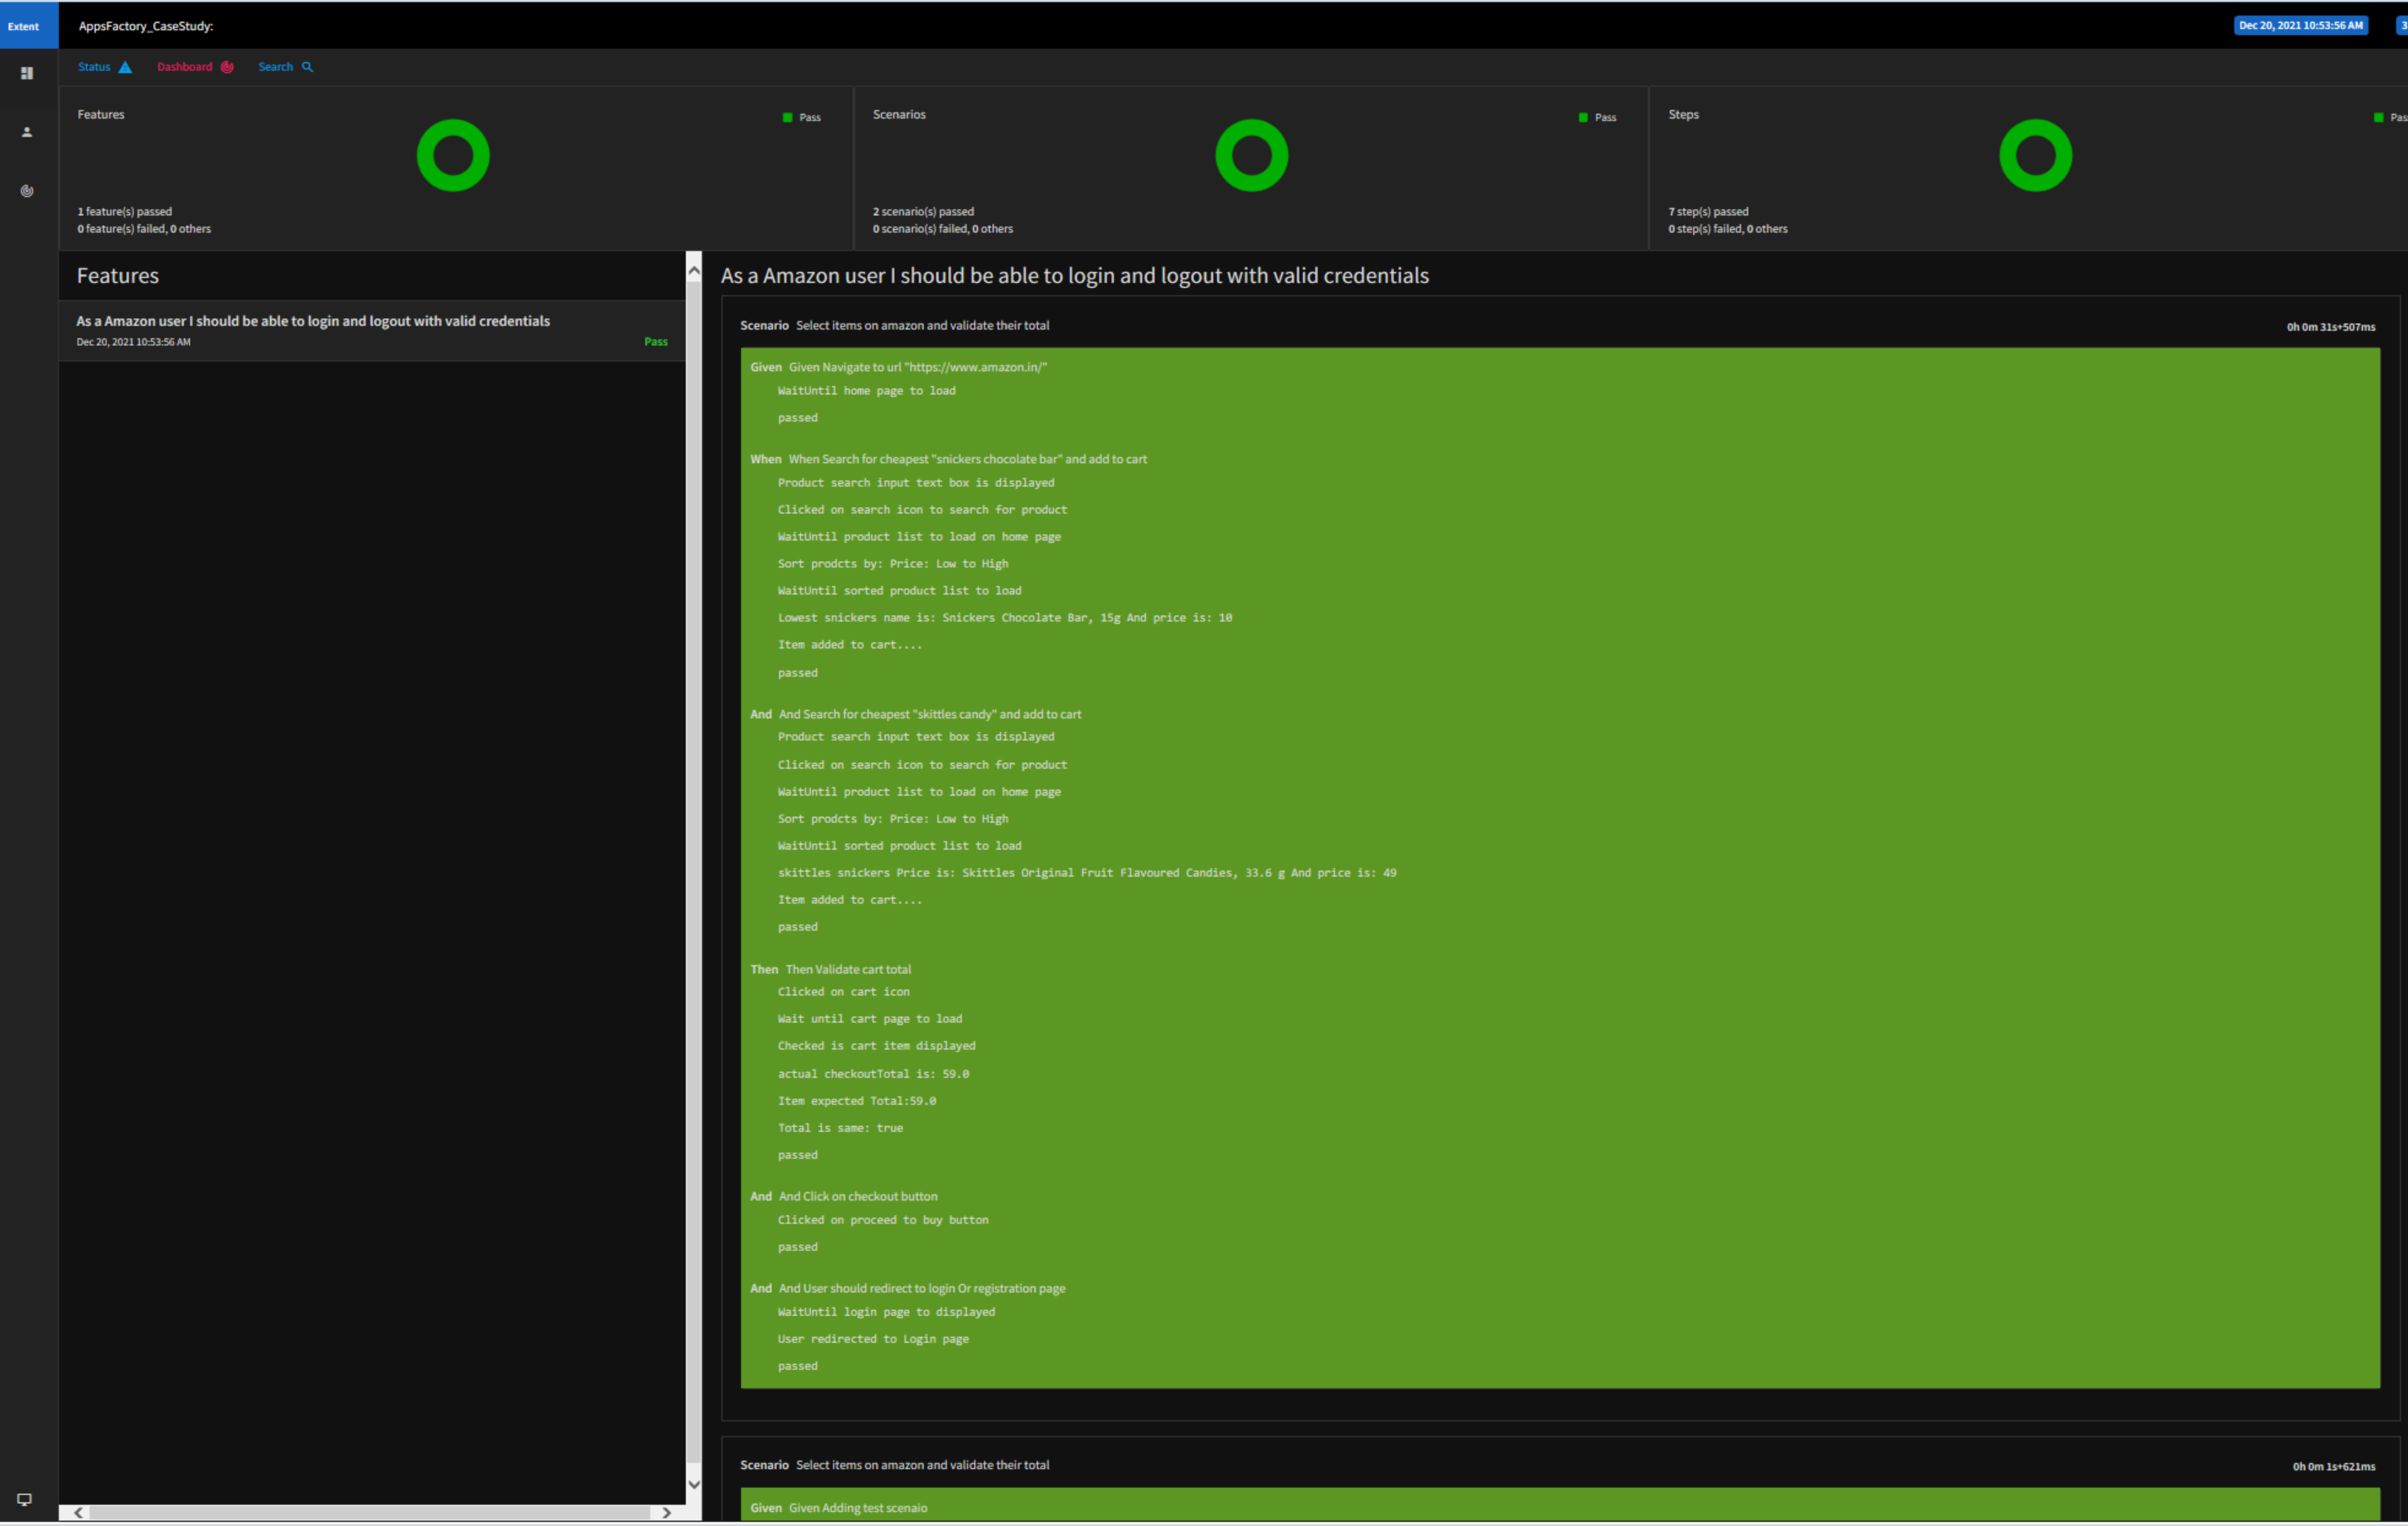 Extent
AppsFactory_CaseStudy:
Dec 20, 2021 10:53:56 AM
Status
Dashboard
Search
Features
Pass
1 feature(s) passed
0 feature(s) failed, 0 others
Scenarios
Pass
2 scenario(s) passed
0 scenario(s) failed, 0 others
Steps
Pas
7 step(s) passed
0 step(s) failed, 0 others
Features
As a Amazon user I should be able to login and logout with valid credentials
Dec 20, 2021 10:53:56 AM
Pass
As a Amazon user I should be able to login and logout with valid credentials
Scenario Select items on amazon and validate their total
0h 0m 31s+507ms
Given Given Navigate to url "https://www.amazon.in/"
WaitUntil home page to load
passed
When When Search for cheapest "snickers chocolate bar" and add to cart
Product search input text box is displayed
Clicked on search icon to search for product
WaitUntil product list to load on home page
Sort prodcts by: Price: Low to High
WaitUntil sorted product list to load
Lowest snickers name is: Snickers Chocolate Bar, 15g And price is: 10
Item added to cart....
passed
And And Search for cheapest "skittles candy" and add to cart
Product search input text box is displayed
Clicked on search icon to search for product
WaitUntil product list to load on home page
Sort prodcts by: Price: Low to High
WaitUntil sorted product list to load
skittles snickers Price is: Skittles Original Fruit Flavoured Candies, 33.6 g And price is: 49
Item added to cart....
passed
Then Then Validate cart total
Clicked on cart icon
Wait until cart page to load
Checked is cart item displayed
actual checkoutTotal is: 59.0
Item expected Total:59.0
Total is same: true
passed
And And Click on checkout button
Clicked on proceed to buy button
passed
And And User should redirect to login Or registration page
WaitUntil login page to displayed
User redirected to Login page
passed
Scenario Select items on amazon and validate their total
0h 0m 1s+621ms
Given Given Adding test scenaio